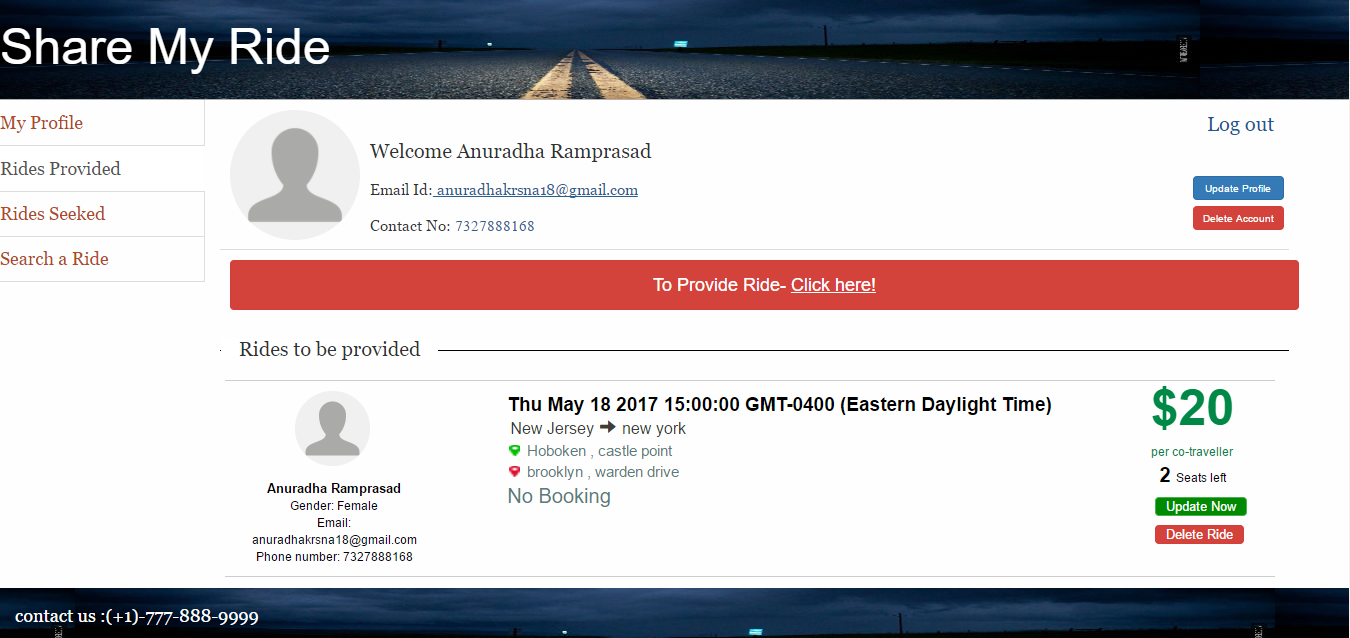 Share My Ride
My Profile
Rides Provided
Rides Seeked
Search a Ride
Log out
Welcome Anuradha Ramprasad
Email Id: anuradhakrsna18@gmail.com
Contact No: 7327888168
Update Profile
Delete Account
To Provide Ride- Click here!
Rides to be provided
Anuradha Ramprasad
Gender: Female
Email:
anuradhakrsna18@gmail.com
Phone number: 7327888168
Thu May 18 2017 15:00:00 GMT-0400 (Eastern Daylight Time)
New Jersey ➔ new york
Hoboken , castle point
brooklyn , warden drive
No Booking
$20
per co-traveller
2 Seats left
Update Now
Delete Ride
contact us :(+1)-777-888-9999